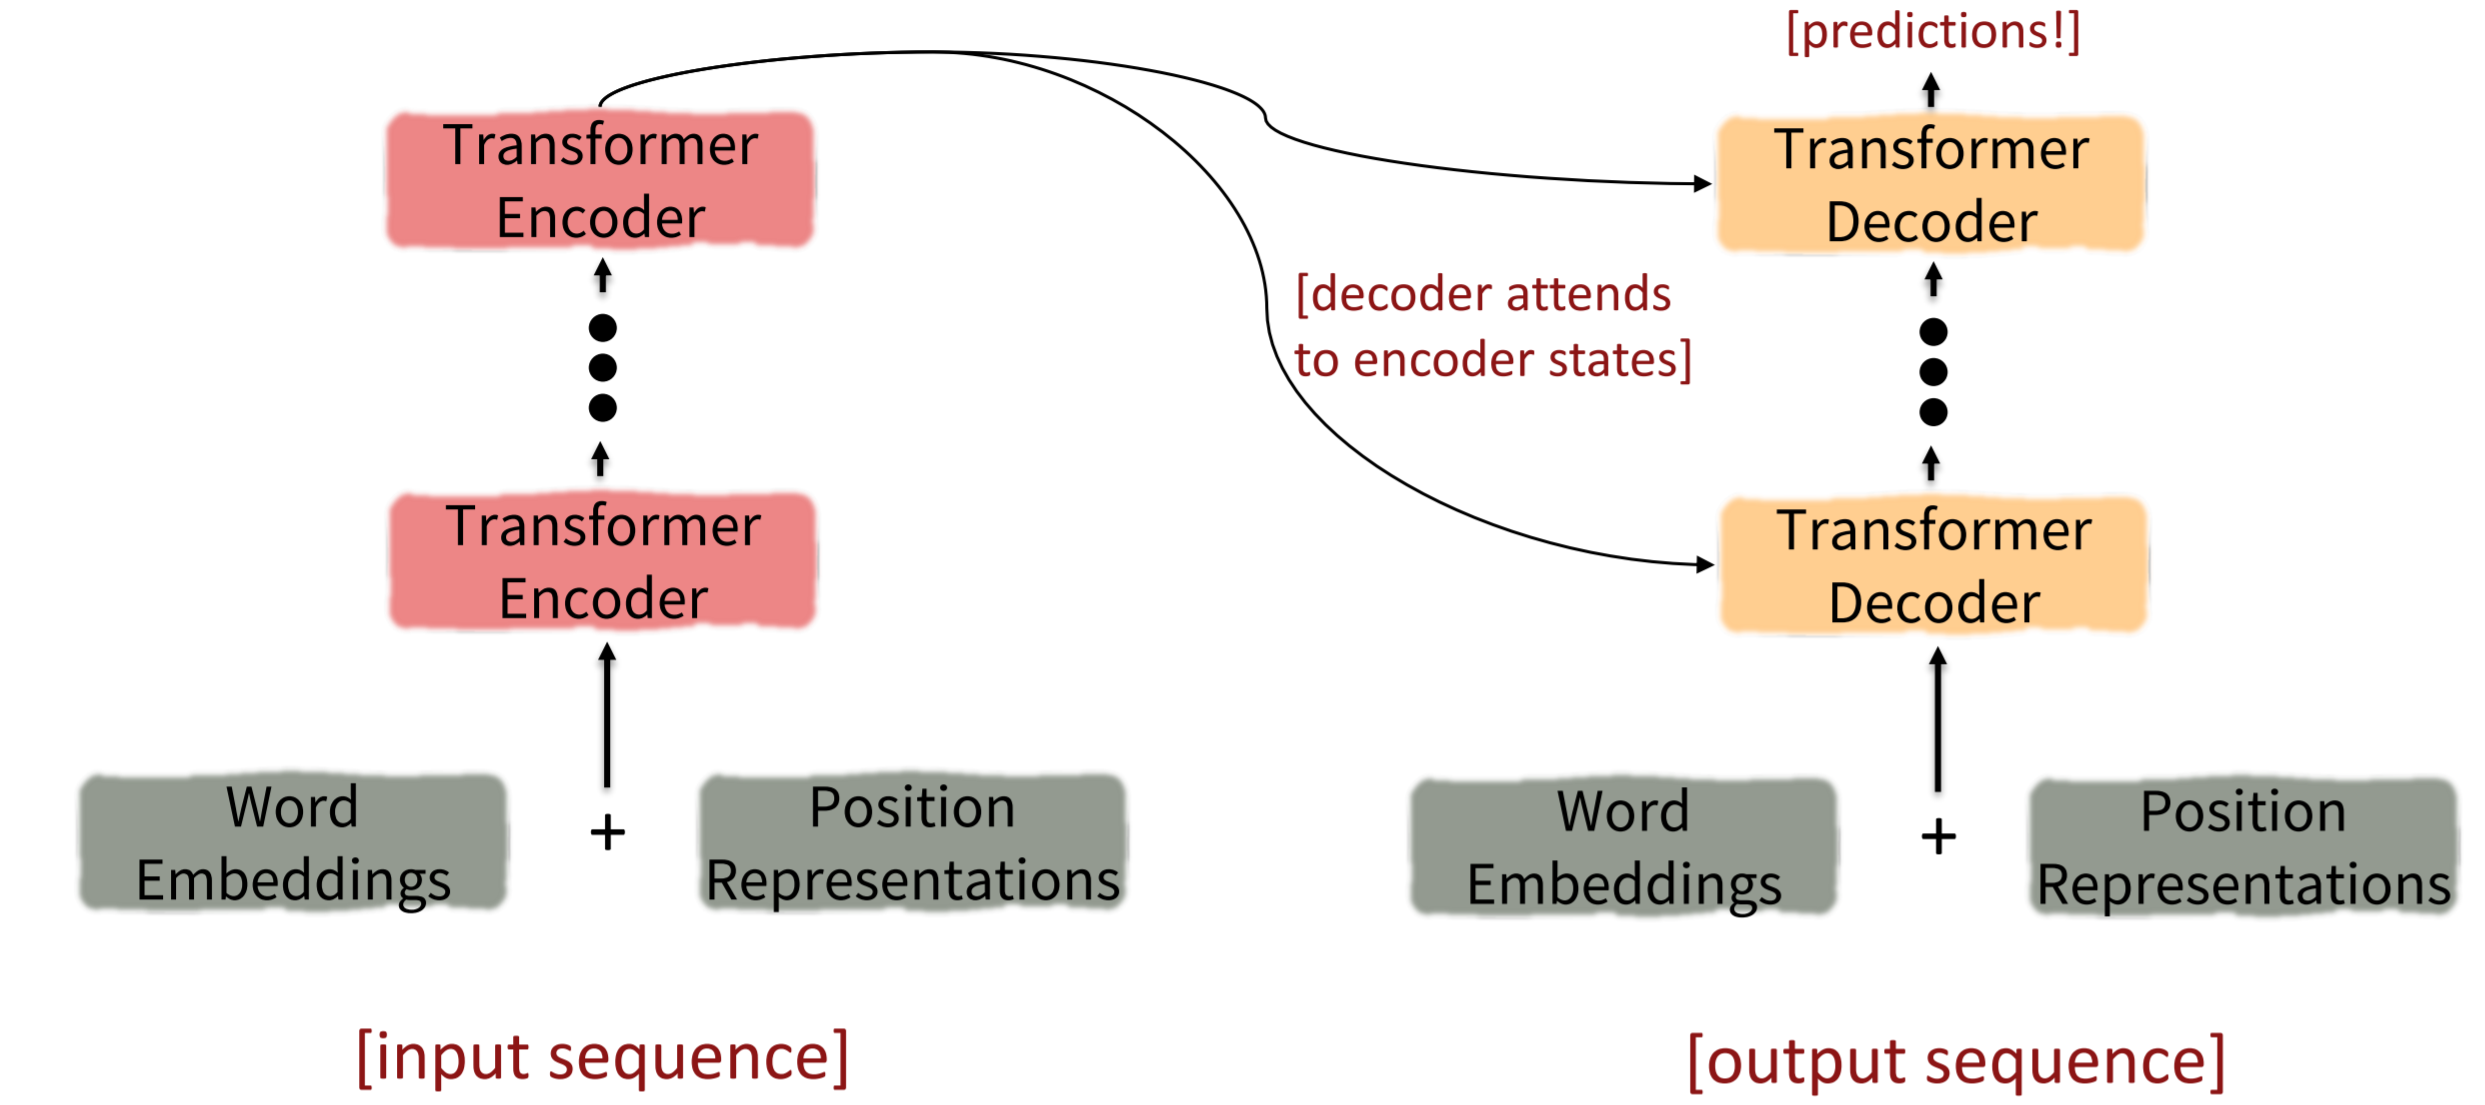 [predictions!]
Transformer
Encoder
Transformer
Decoder
[decoder attends
to encoder states]
Transformer
Encoder
Transformer
Decoder
Word
Embeddings
+
Position
Representations
Word
Embeddings
+
Position
Representations
[input sequence]
[output sequence]